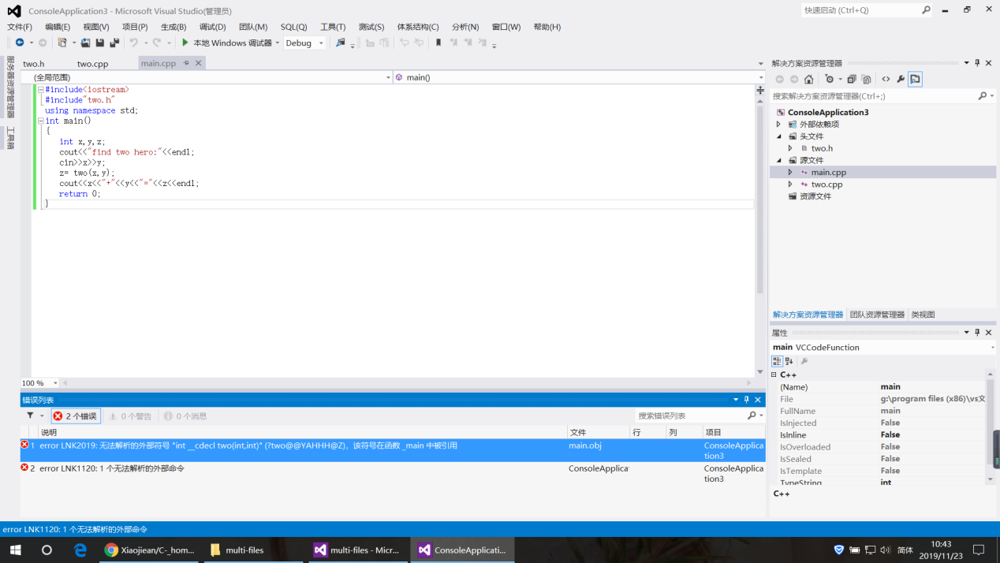 ConsoleApplication3 - Microsoft Visual Studio(管理员)
快速启动 (Ctrl+Q)
文件(F) 编辑(E) 视图(V) 项目(P) 生成(B) 调试(D) 团队(M) SQL(Q) 工具(T) 测试(S) 体系结构(C) 分析(N) 窗口(W) 帮助(H)
本地 Windows 调试器 Debug
服务器资源管理器
工具箱
two.h two.cpp main.cpp
(全局范围) main()
#include<iostream>
#include"two.h"
using namespace std;
int main()
{
int x,y,z;
cout<<"find two hero:"<<endl;
cin>>x>>y;
z= two(x,y);
cout<<x<<"+"<<y<<"="<<z<<endl;
return 0;
}
100 %
解决方案资源管理器
搜索解决方案资源管理器(Ctrl+;)
ConsoleApplication3
外部依赖项
头文件
two.h
源文件
main.cpp
two.cpp
资源文件
解决方案资源管理器 团队资源管理器 类视图
属性
main VCCodeFunction
C++
(Name) main
File g:\program files (x86)\vs文
FullName main
IsInjected False
IsInline False
IsOverloaded False
IsSealed False
IsTemplate False
TypeString int
C++
错误列表
2 个错误 0 个警告 0 个消息 搜索错误列表
说明 文件 行 列 项目
1 error LNK2019: 无法解析的外部符号 "int __cdecl two(int,int)" (?two@@YAHHH@Z)，该符号在函数 _main 中被引用 main.obj ConsoleApplica
tion3
2 error LNK1120: 1 个无法解析的外部命令 ConsoleApplica ConsoleApplica
tion3
error LNK1120: 1 个无法解析的外部命令
Xiaojiean/C-_hom... multi-files multi-files - Micr... ConsoleApplicati...
简体
10:43
2019/11/23